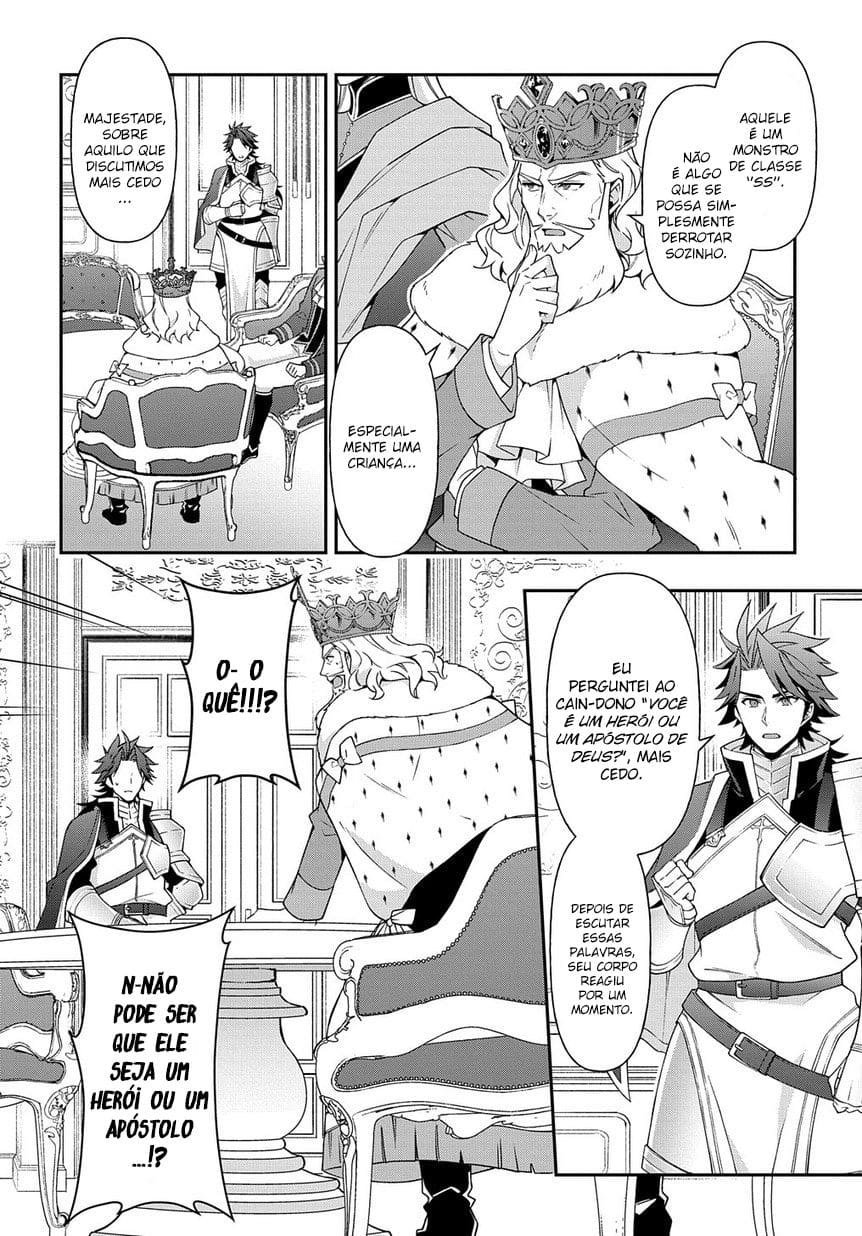 AQUELE
É UM
MONSTRO
DE CLASSE
"SS".
NÃO
É ALGO
QUE SE
POSSA SIM-
PLESMENTE
DERROTAR
SOZINHO.
ESPECIAL-
MENTE UMA
CRIANÇA...
MAJESTADE,
SOBRE
AQUILO QUE
DISCUTIMOS
MAIS CEDO
...
EU
PERGUNTEI AO
CAIN-DONO "VOCÊ
É UM HERÓI OU
UM APÓSTOLO DE
DEUS?", MAIS
CEDO.
DEPOIS DE
ESCUTAR
ESSAS
PALAVRAS,
SEU CORPO
REAGIU
POR UM
MOMENTO.
O- O
QUÊ!!!?
N-NÃO
PODE SER
QUE ELE
SEJA UM
HERÓI OU UM
APÓSTOLO
...!?